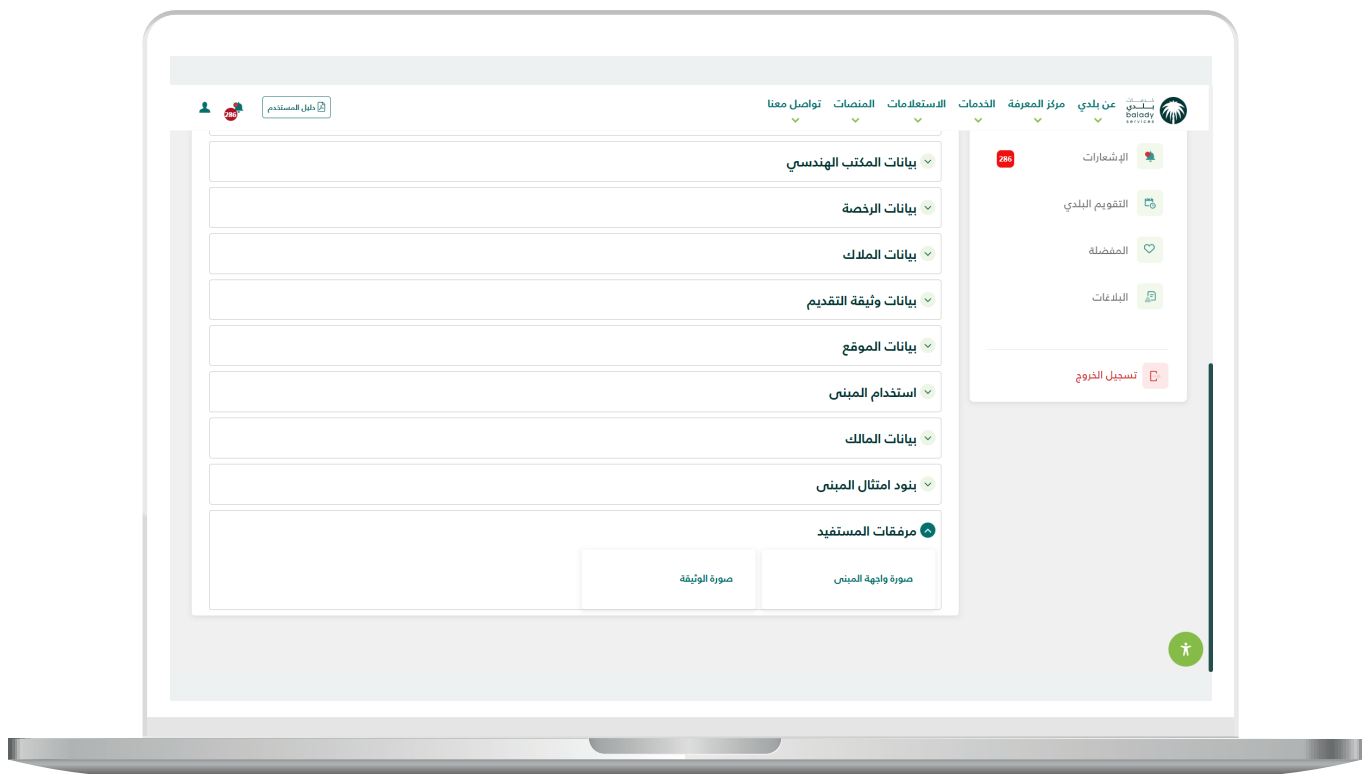 خدمات
بلدي
balady
services
عن بلدي
مركز المعرفة
الخدمات
الاستعلامات
المنصات
تواصل معنا
دليل المستخدم
286
الإشعارات
286
التقويم البلدي
المفضلة
البلاغات
تسجيل الخروج
بيانات المكتب الهندسي
بيانات الرخصة
بيانات الملاك
بيانات وثيقة التقديم
بيانات الموقع
استخدام المبنى
بيانات المالك
بنود امتثال المبنى
مرفقات المستفيد
صورة واجهة المبنى
صورة الوثيقة